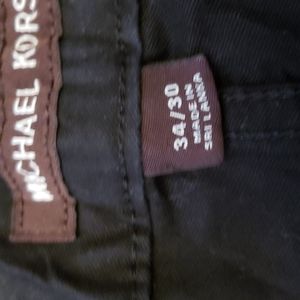 MICHAEL KORS
34/30
MADE IN
SRI LANKA